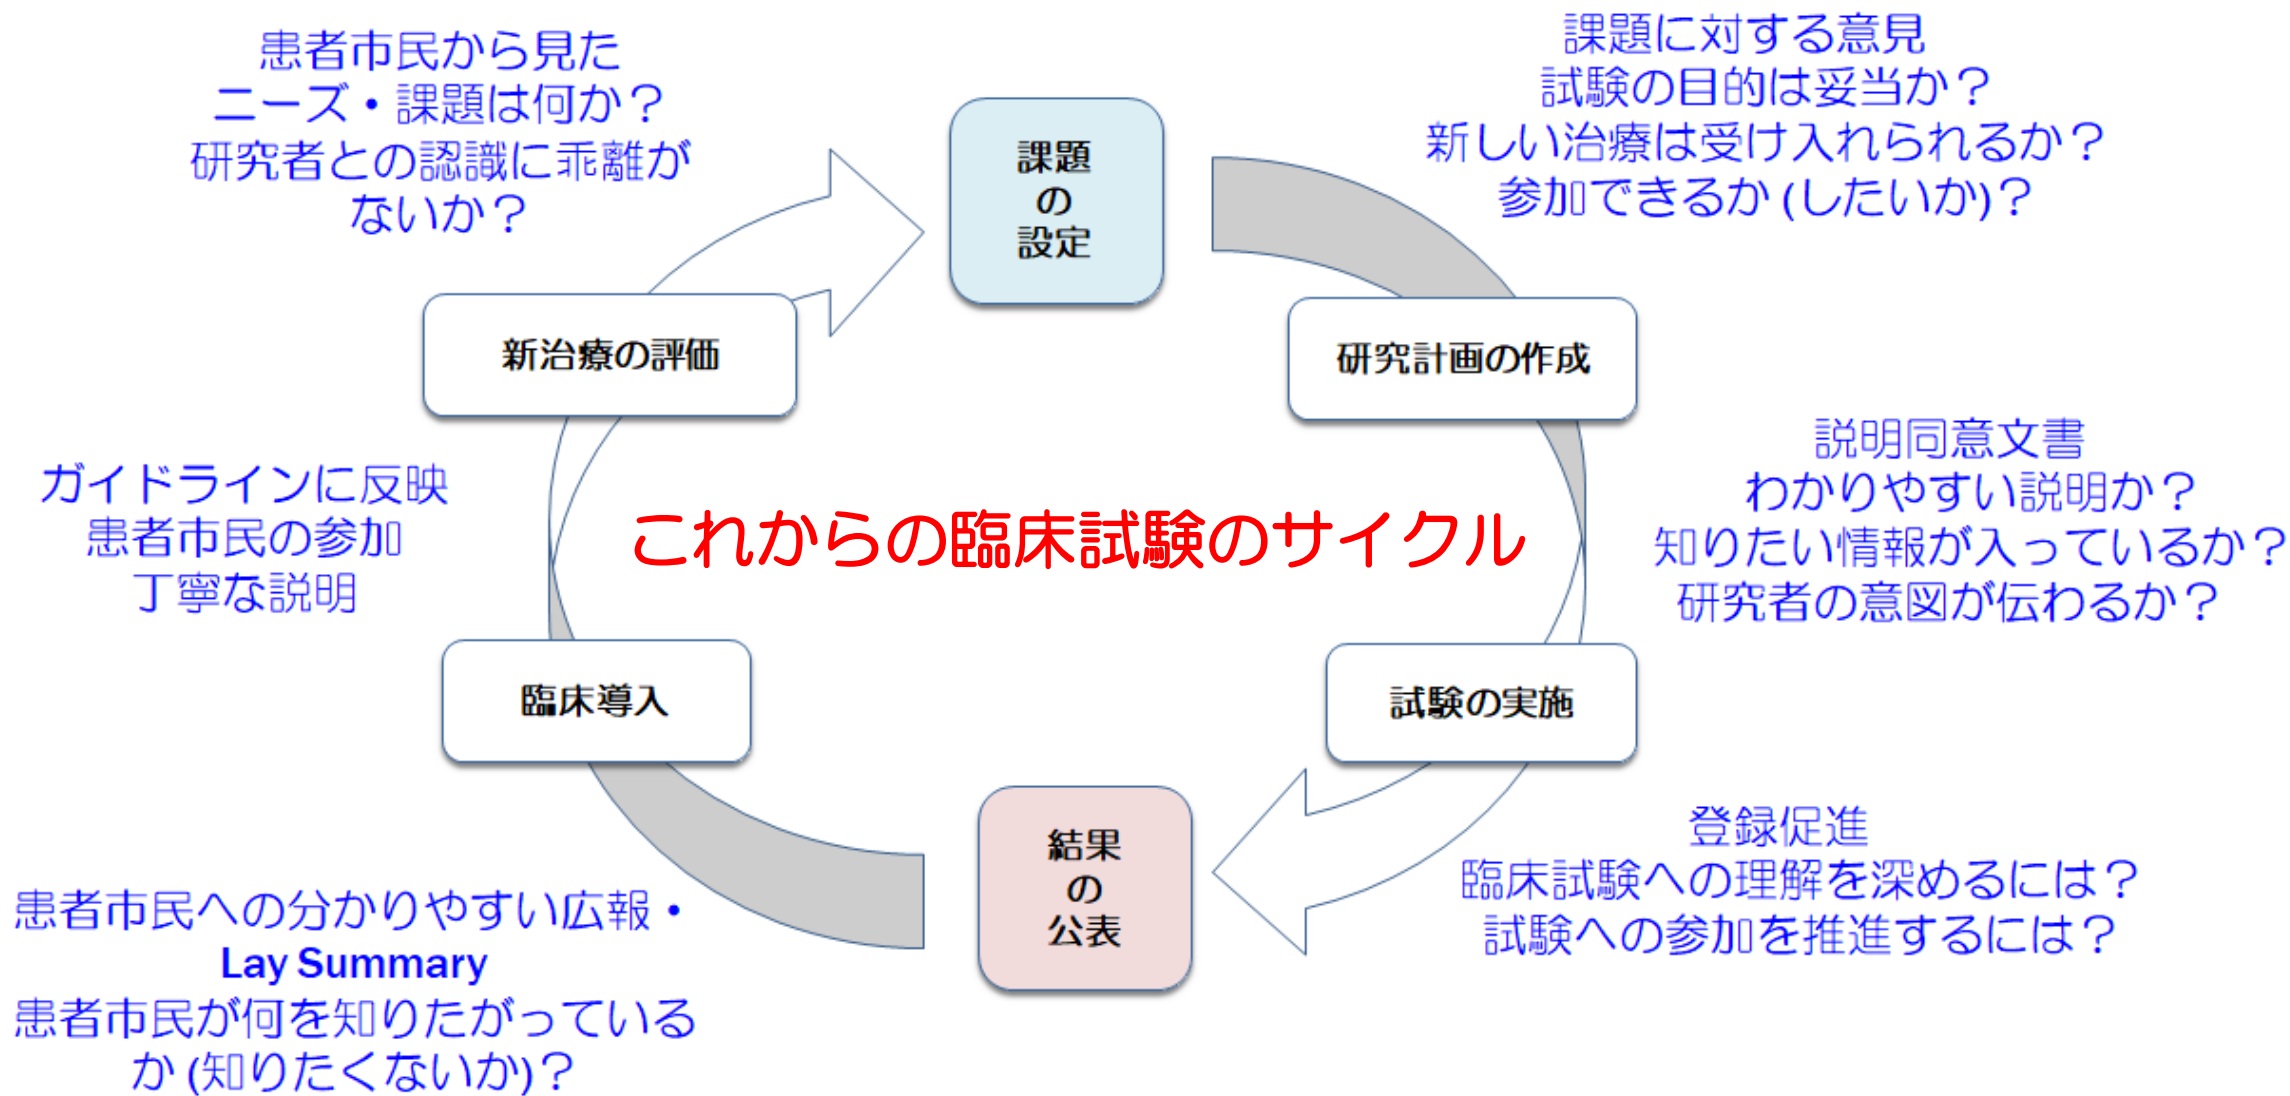 患者市民から見た
ニーズ・課題は何か？
研究者との認識に乖離が
ないか？
課題
の
設定
課題に対する意見
試験の目的は妥当か？
新しい治療は受け入れられるか？
参加できるか (したいか)？
新治療の評価
研究計画の作成
ガイドラインに反映
患者市民の参加
丁寧な説明
これからの臨床試験のサイクル
説明同意文書
わかりやすい説明か？
知りたい情報が入っているか？
研究者の意図が伝わるか？
臨床導入
試験の実施
結果
の
公表
登録促進
臨床試験への理解を深めるには？
試験への参加を推進するには？
患者市民への分かりやすい広報・
Lay Summary
患者市民が何を知りたがっている
か (知りたくないか)？